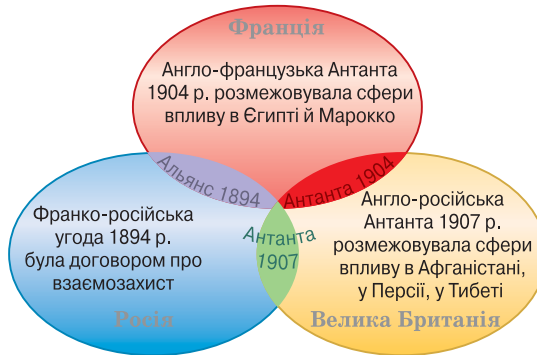 Франція
Англо-французька Антанта
1904 р. розмежовувала сфери
впливу в Єгипті й Марокко
Альянс 1894
Антанта 1904
Франко-російська
угода 1894 р.
була договором про
взаємозахист
Антанта
1907
Англо-російська
Антанта 1907 р.
розмежовувала сфери
впливу в Афганістані,
у Персії, у Тибеті
Росія
Велика Британія